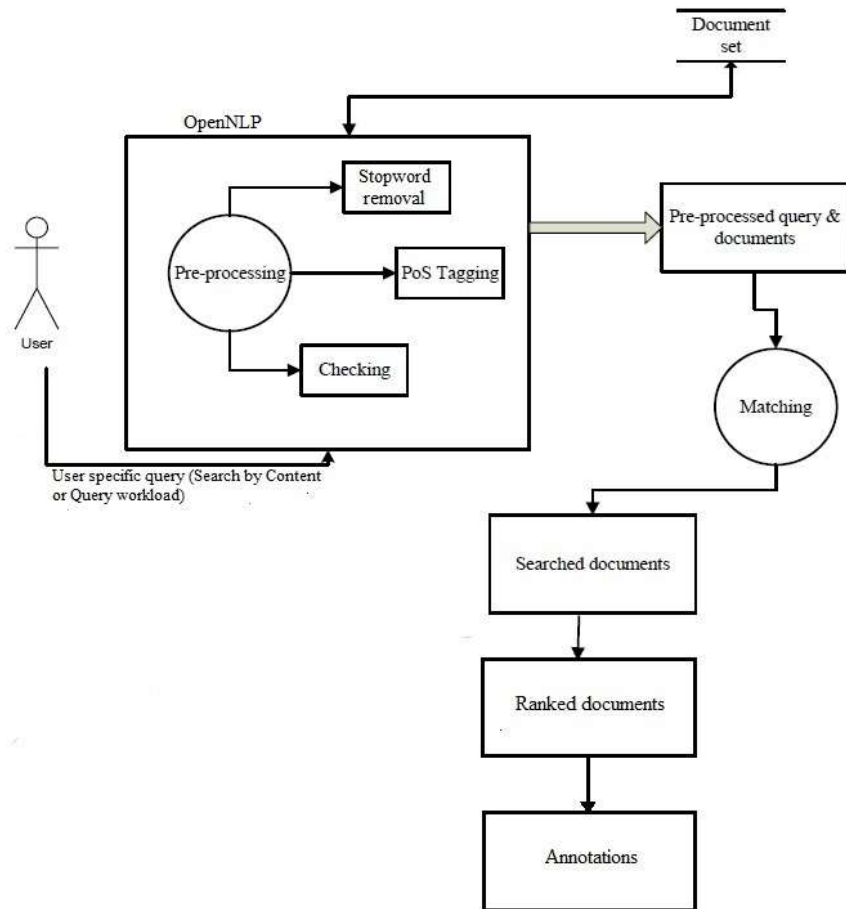 Document
set
OpenNLP
Stopword
removal
Pre-processing
PoS Tagging
Checking
User
User specific query (Search by Content
or Query workload)
Pre-processed query &
documents
Matching
Searched documents
Ranked documents
Annotations